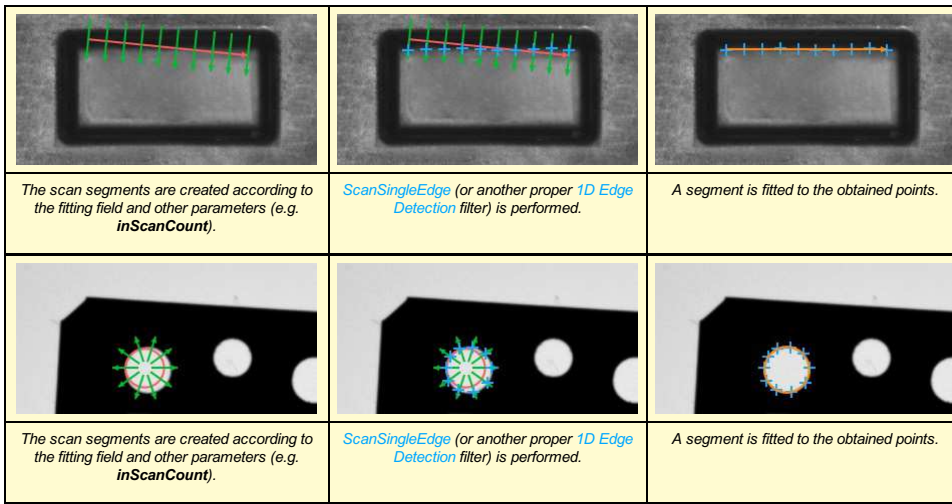 The scan segments are created according to
the fitting field and other parameters (e.g.
inScanCount).
ScanSingleEdge (or another proper 1D Edge
Detection filter) is performed.
A segment is fitted to the obtained points.
The scan segments are created according to
the fitting field and other parameters (e.g.
inScanCount).
ScanSingleEdge (or another proper 1D Edge
Detection filter) is performed.
A segment is fitted to the obtained points.